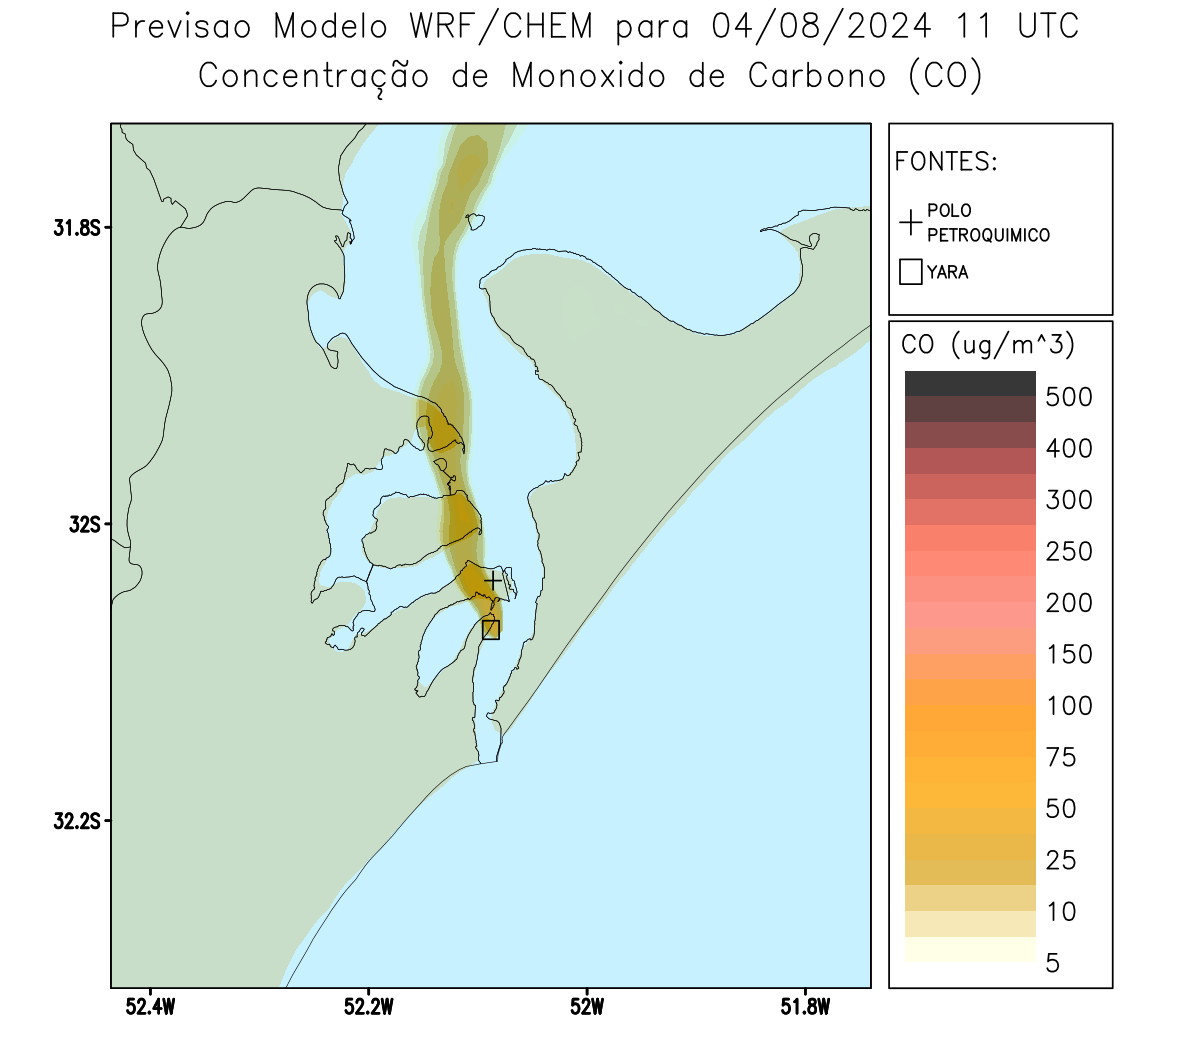 Previsao Modelo WRF/CHEM para 04/08/2024 11 UTC
Concentração de Monoxido de Carbono (CO)
FONTES:
POLO
PETROQUIMICO
YARA
CO (ug/m^3)
500
400
300
250
200
150
100
75
50
25
10
5
31.8S
32S
32.2S
52.4W
52.2W
52W
51.8W